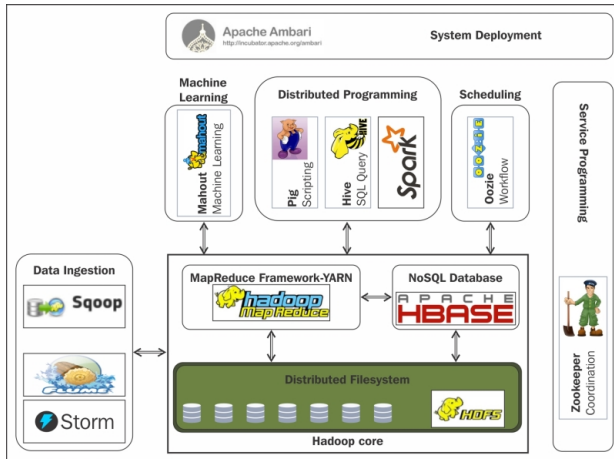 Apache Ambari
http://incubator.apache.org/ambari
System Deployment
Machine
Learning
Distributed Programming
Scheduling
Service Programming
mahout
Mahout
Machine Learning
Pig
Scripting
HIVE
Hive
SQL Query
Spark
OOZIE
Oozie
Workflow
Data Ingestion
Sqoop
Storm
MapReduce Framework-YARN
hadoop
Map Reduce
NoSQL Database
APACHE
HBASE
Distributed Filesystem
HDFS
Hadoop core
Zookeeper
Coordination